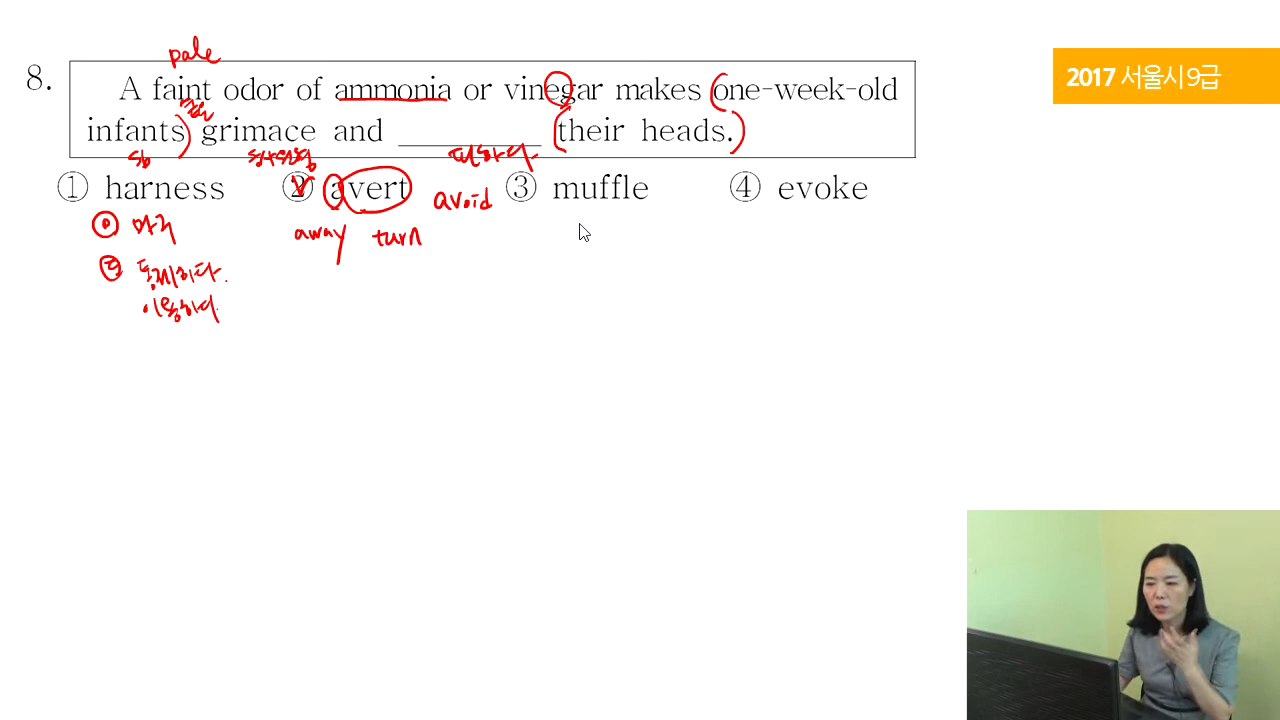 2017 서울시 9급
pale
8. A faint odor of ammonia or vinegar makes one-week-old
infants grimace and ________ their heads.
피하다
① harness ② avert ③ muffle ④ evoke
avoid
away turn
명 마구
동 통제하다
이용하다